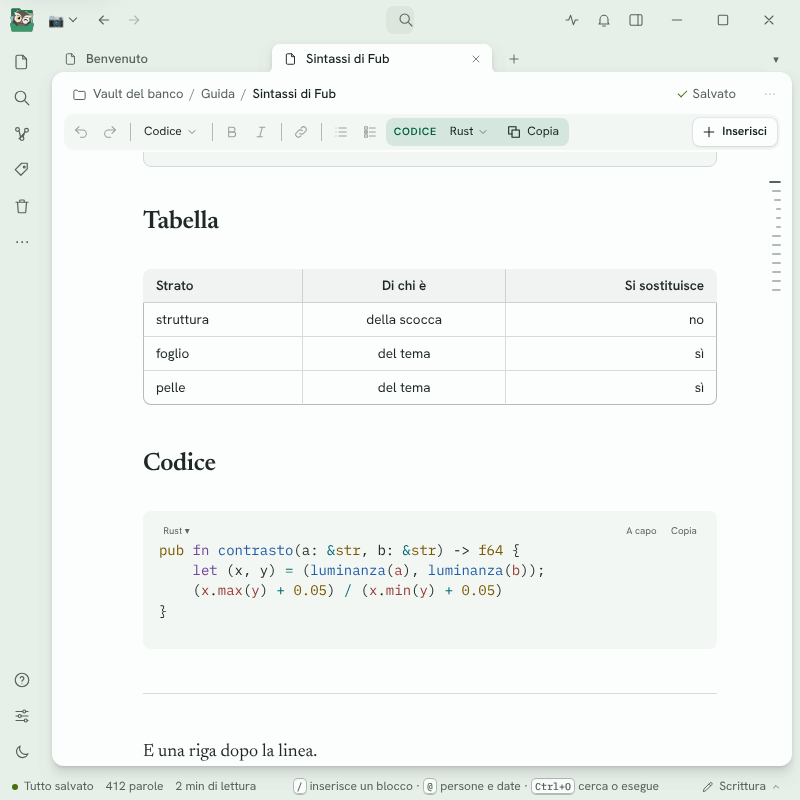 Benvenuto
Sintassi di Fub
Vault del banco / Guida / Sintassi di Fub
Salvato
Codice
B I
CODICE Rust Copia
Inserisci
Tabella
Strato Di chi è Si sostituisce
struttura della scocca no
foglio del tema sì
pelle del tema sì
Codice
Rust ▾ A capo Copia
pub fn contrasto(a: &str, b: &str) -> f64 {
    let (x, y) = (luminanza(a), luminanza(b));
    (x.max(y) + 0.05) / (x.min(y) + 0.05)
}
E una riga dopo la linea.
Tutto salvato 412 parole 2 min di lettura / inserisce un blocco · @ persone e date · Ctrl+O cerca o esegue Scrittura